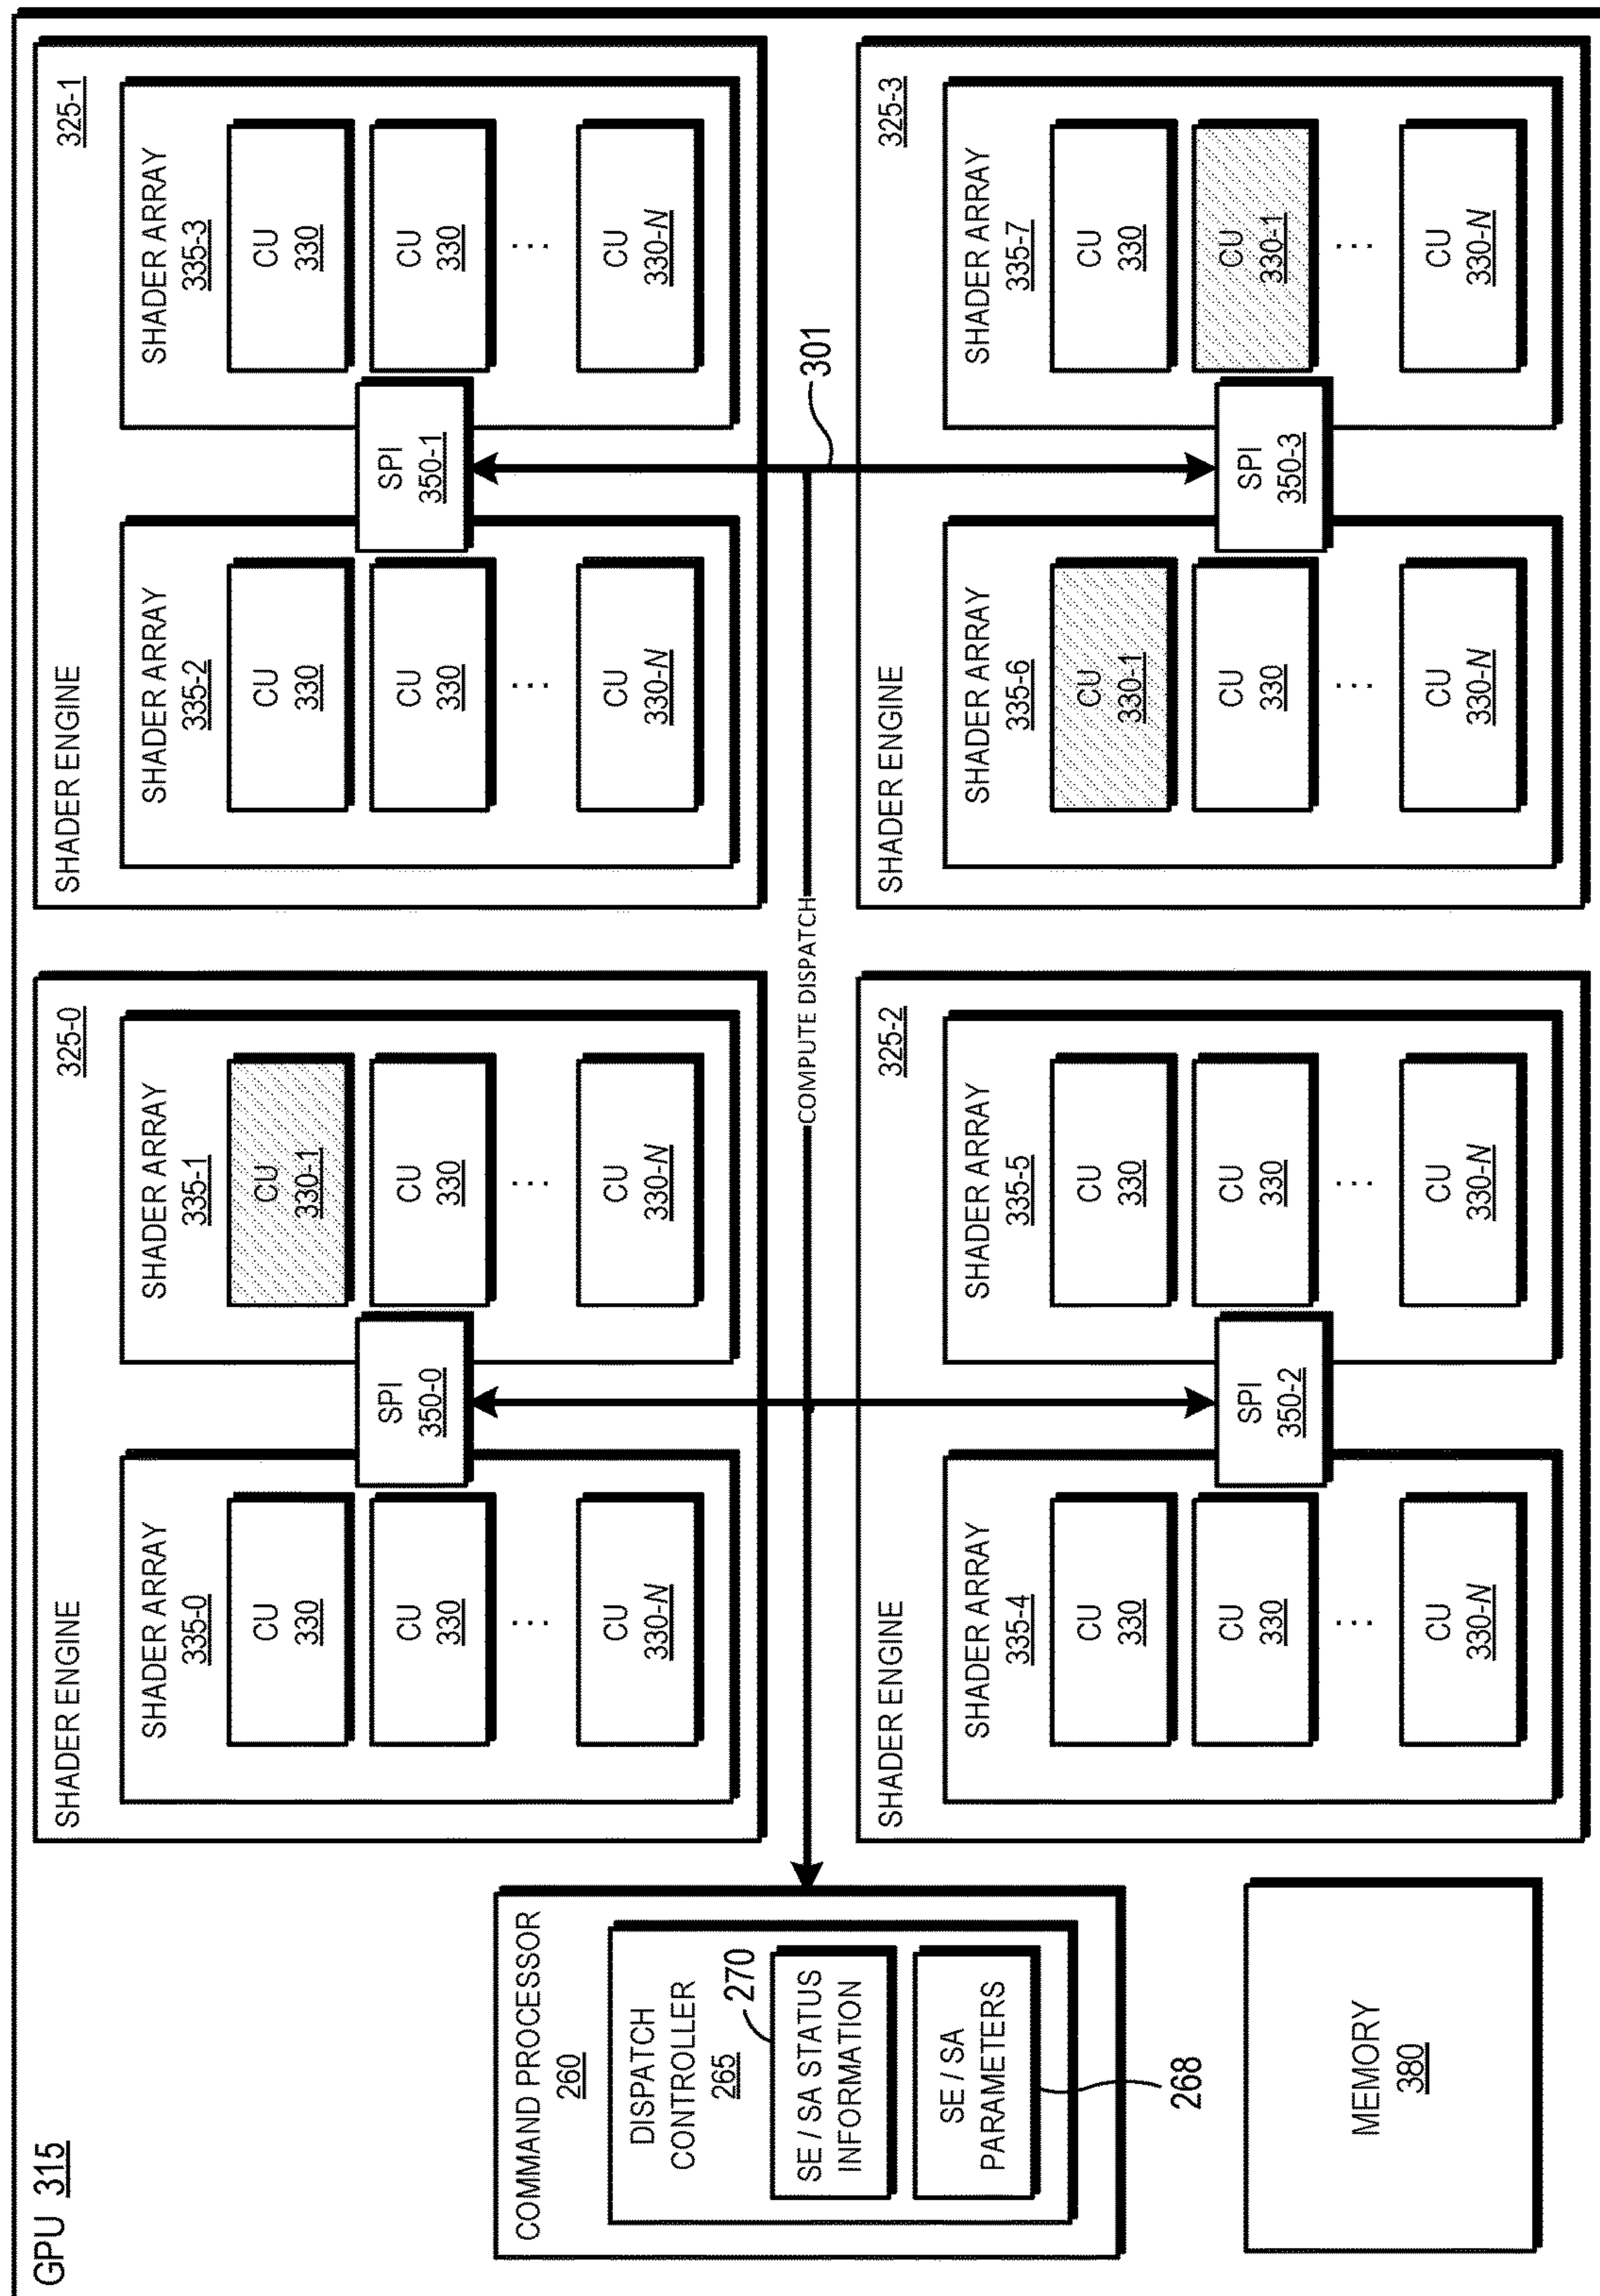 GPU 315
COMMAND PROCESSOR
260
DISPATCH
CONTROLLER
265
270
SE / SA STATUS
INFORMATION
SE / SA
PARAMETERS
268
MEMORY
380
SHADER ENGINE
325-0
SHADER ARRAY
335-0
CU
330
CU
330
...
CU
330-N
SPI
350-0
SHADER ARRAY
335-1
CU
330-1
CU
330
...
CU
330-N
SHADER ENGINE
325-1
SHADER ARRAY
335-2
CU
330
CU
330
...
CU
330-N
SPI
350-1
SHADER ARRAY
335-3
CU
330
CU
330
...
CU
330-N
COMPUTE DISPATCH
301
SHADER ENGINE
325-2
SHADER ARRAY
335-4
CU
330
CU
330
...
CU
330-N
SPI
350-2
SHADER ARRAY
335-5
CU
330
CU
330
...
CU
330-N
SHADER ENGINE
325-3
SHADER ARRAY
335-6
CU
330-1
CU
330
...
CU
330-N
SPI
350-3
SHADER ARRAY
335-7
CU
330
CU
330-1
...
CU
330-N